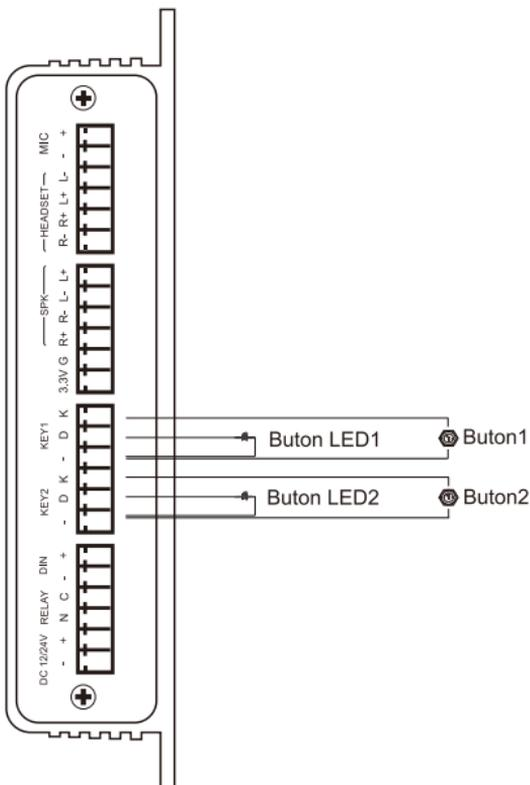 MIC + -
HEADSET L- L+ R+ R-
SPK L+ L- R- R+
G
3.3V
KEY1 K D -
KEY2 K D -
Buton LED1
Buton1
Buton LED2
Buton2
DIN + -
RELAY C N
DC 12/24V + -